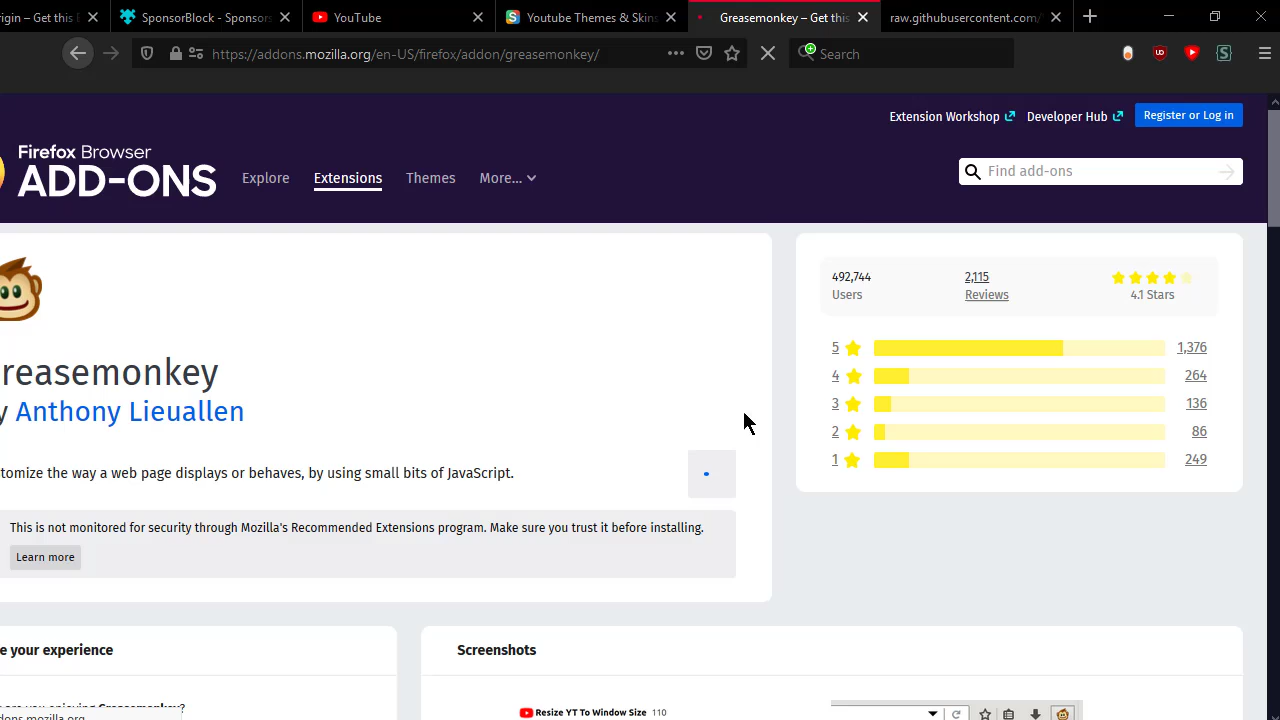 rigin – Get this E
SponsorBlock - Sponsors
YouTube
Youtube Themes & Skins
Greasemonkey – Get this
raw.githubusercontent.com/
https://addons.mozilla.org/en-US/firefox/addon/greasemonkey/
Search
Extension Workshop
Developer Hub
Register or Log in
Firefox Browser
ADD-ONS
Explore
Extensions
Themes
More...
Find add-ons
reasemonkey
y Anthony Lieuallen
tomize the way a web page displays or behaves, by using small bits of JavaScript.
This is not monitored for security through Mozilla's Recommended Extensions program. Make sure you trust it before installing.
Learn more
492,744
Users
2,115
Reviews
4.1 Stars
5
1,376
4
264
3
136
2
86
1
249
e your experience
Screenshots
Resize YT To Window Size 110